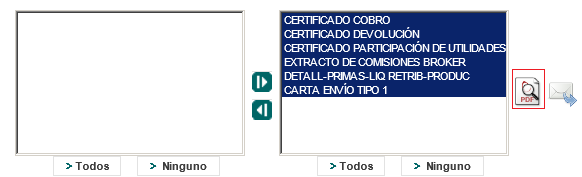 CERTIFICADO COBRO
CERTIFICADO DEVOLUCIÓN
CERTIFICADO PARTICIPACIÓN DE UTILIDADES
EXTRACTO DE COMISIONES BROKER
DETALL-PRIMAS-LIQ RETRIB-PRODUC
CARTA ENVÍO TIPO 1
PDF
> Todos
> Ninguno
> Todos
> Ninguno